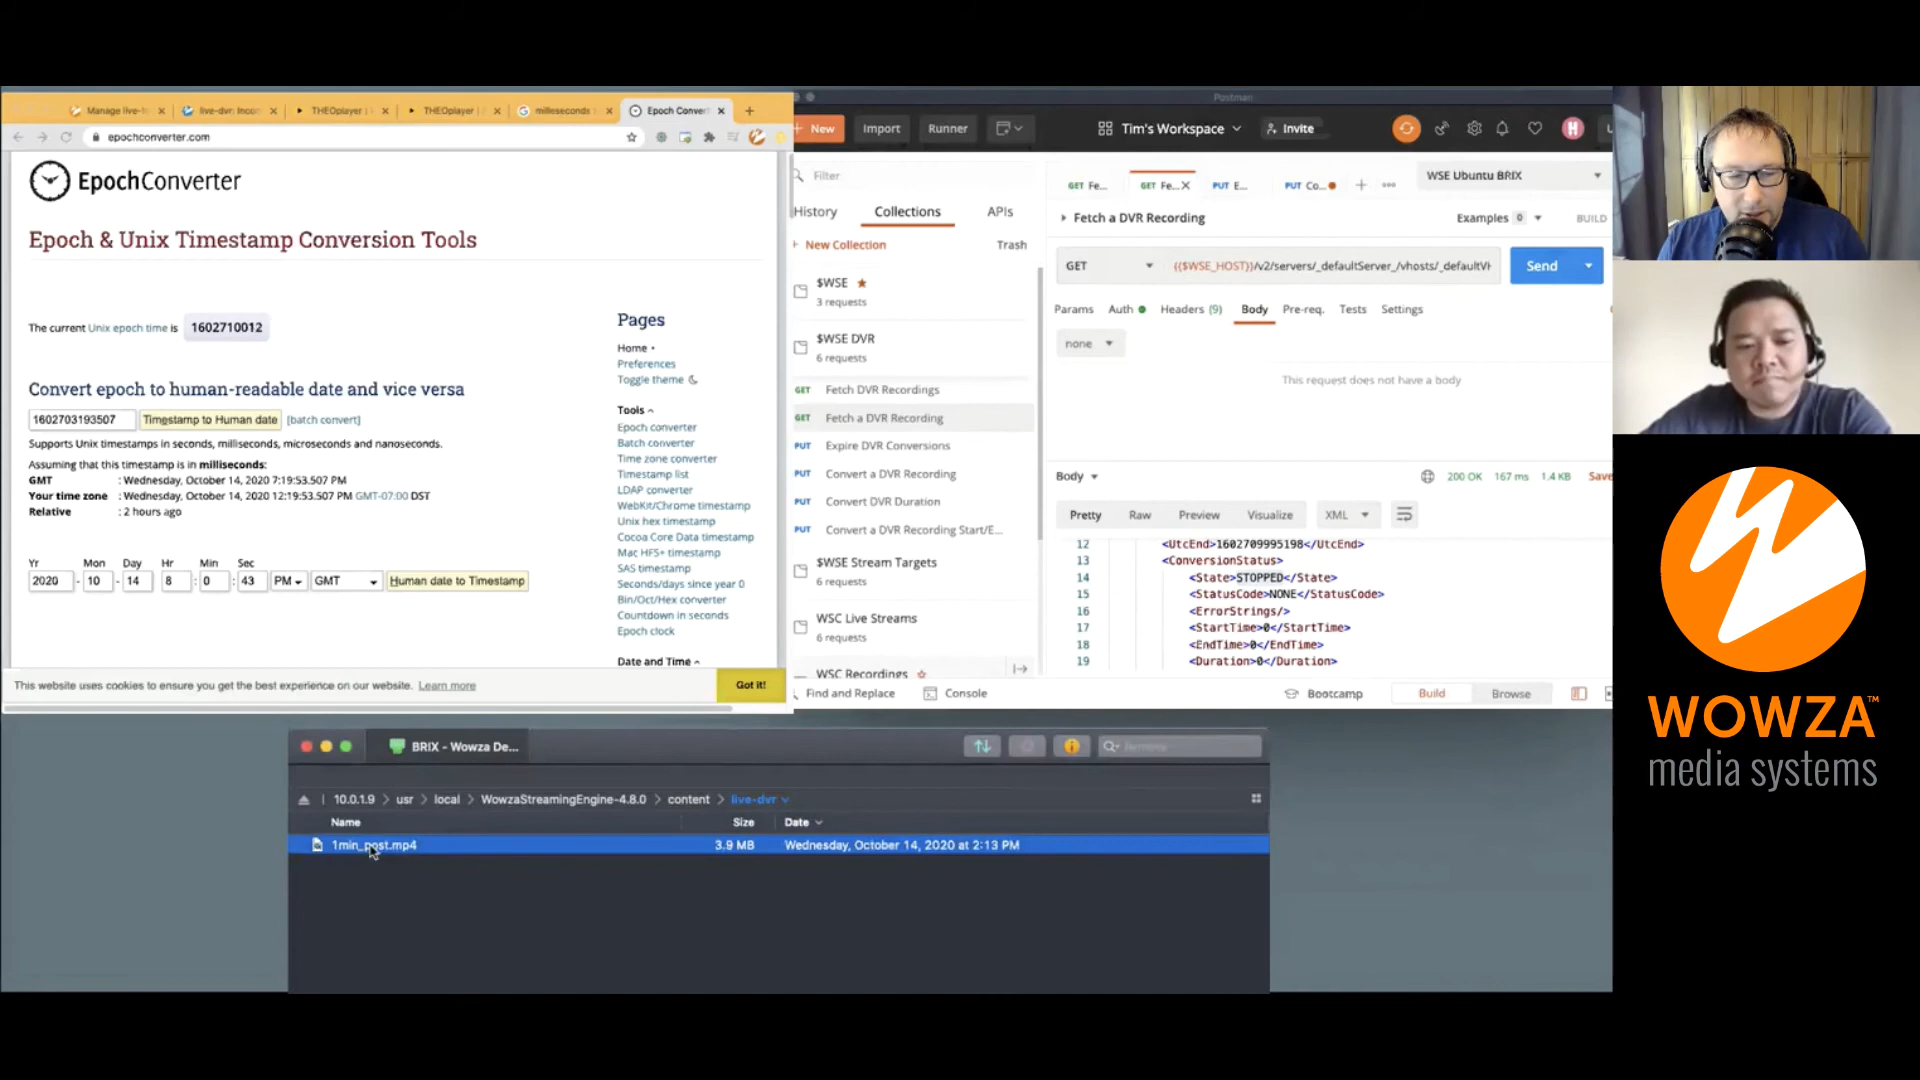 Manage live-
live-dvr: Incom
THEOplayer |
THEOplayer |
milleseconds
Epoch Convert
epochconverter.com
EpochConverter
Epoch & Unix Timestamp Conversion Tools
The current Unix epoch time is 1602710012
Convert epoch to human-readable date and vice versa
1602703193507 Timestamp to Human date [batch convert]
Supports Unix timestamps in seconds, milliseconds, microseconds and nanoseconds.
Assuming that this timestamp is in milliseconds:
GMT : Wednesday, October 14, 2020 7:19:53.507 PM
Your time zone : Wednesday, October 14, 2020 12:19:53.507 PM GMT-07:00 DST
Relative : 2 hours ago
Yr Mon Day Hr Min Sec
2020 - 10 - 14 8 : 0 : 43 PM GMT Human date to Timestamp
Pages
Home
Preferences
Toggle theme
Tools
Epoch converter
Batch converter
Time zone converter
Timestamp list
LDAP converter
WebKit/Chrome timestamp
Unix hex timestamp
Cocoa Core Data timestamp
Mac HFS+ timestamp
SAS timestamp
Seconds/days since year 0
Bin/Oct/Hex converter
Countdown in seconds
Epoch clock
Date and Time
This website uses cookies to ensure you get the best experience on our website. Learn more
Got it!
Postman
New Import Runner
Tim's Workspace
Invite
H
Filter
History Collections APIs
+ New Collection Trash
$WSE
3 requests
$WSE DVR
6 requests
GET Fetch DVR Recordings
GET Fetch a DVR Recording
PUT Expire DVR Conversions
PUT Convert a DVR Recording
PUT Convert DVR Duration
PUT Convert a DVR Recording Start/E...
$WSE Stream Targets
6 requests
WSC Live Streams
6 requests
WSC Recordings
Find and Replace Console
GET Fe... GET Fe... PUT E... PUT Co...
WSE Ubuntu BRIX
Fetch a DVR Recording
Examples 0 BUILD
GET {{$WSE_HOST}}/v2/servers/_defaultServer_/vhosts/_defaultVH
Send
Params Auth Headers (9) Body Pre-req. Tests Settings
none
This request does not have a body
Body 200 OK 167 ms 1.4 KB Save
Pretty Raw Preview Visualize XML
12 <UtcEnd>1602709995198</UtcEnd>
13 <ConversionStatus>
14 <State>STOPPED</State>
15 <StatusCode>NONE</StatusCode>
16 <ErrorStrings/>
17 <StartTime>0</StartTime>
18 <EndTime>0</EndTime>
19 <Duration>0</Duration>
Bootcamp Build Browse
BRIX - Wowza De...
10.0.1.9 > usr > local > WowzaStreamingEngine-4.8.0 > content > live-dvr
Name Size Date
1min_post.mp4 3.9 MB Wednesday, October 14, 2020 at 2:13 PM
WOWZA™
media systems